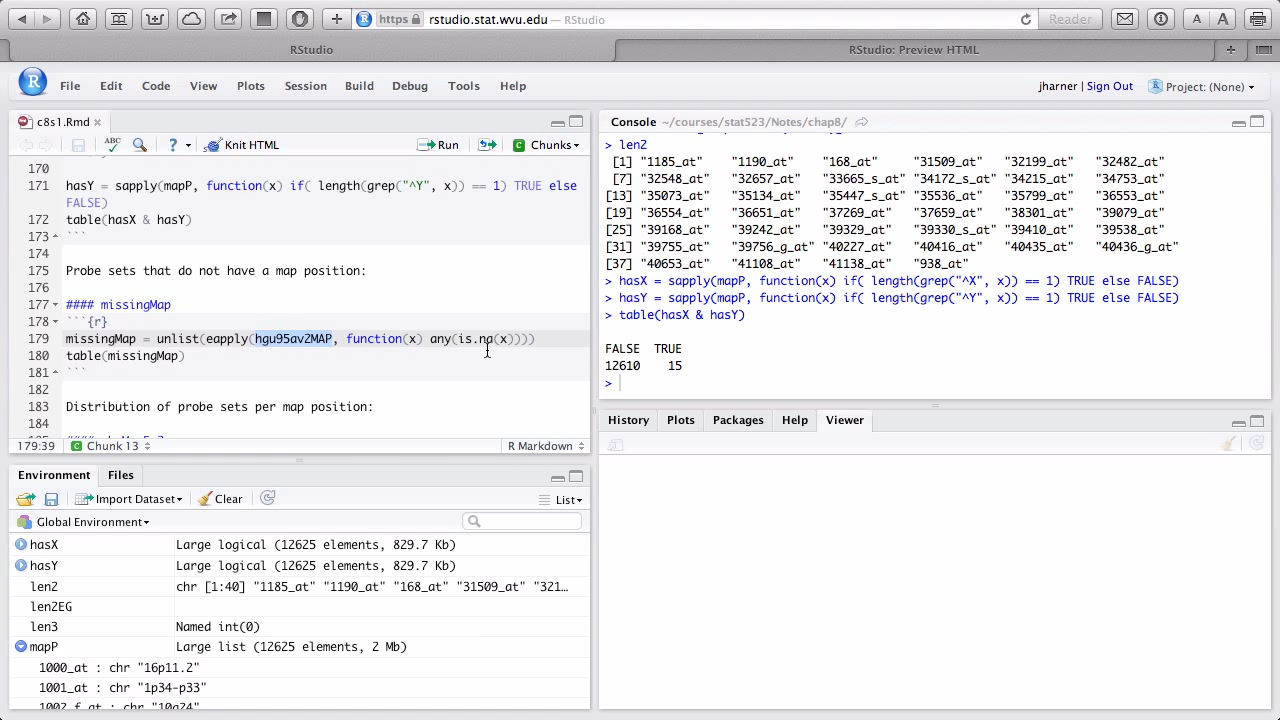 https rstudio.stat.wvu.edu — RStudio Reader A A
RStudio
RStudio: Preview HTML
File Edit Code View Plots Session Build Debug Tools Help
jharner | Sign Out Project: (None)
c8s1.Rmd
ABC ? Knit HTML Run Chunks
170
171 hasY = sapply(mapP, function(x) if( length(grep("^Y", x)) == 1) TRUE else
FALSE)
172 table(hasX & hasY)
173 ```
174
175 Probe sets that do not have a map position:
176
177 #### missingMap
178 ```{r}
179 missingMap = unlist(eapply(hgu95av2MAP, function(x) any(is.na(x))))
180 table(missingMap)
181 ```
182
183 Distribution of probe sets per map position:
184
179:39 Chunk 13 R Markdown
Environment Files
Import Dataset Clear List
Global Environment
hasX Large logical (12625 elements, 829.7 Kb)
hasY Large logical (12625 elements, 829.7 Kb)
len2 chr [1:40] "1185_at" "1190_at" "168_at" "31509_at" "321…
len2EG
len3 Named int(0)
mapP Large list (12625 elements, 2 Mb)
1000_at : chr "16p11.2"
1001_at : chr "1p34-p33"
1002_f_at : chr "10q24"
Console ~/courses/stat523/Notes/chap8/
> len2
[1] "1185_at" "1190_at" "168_at" "31509_at" "32199_at" "32482_at"
[7] "32548_at" "32657_at" "33665_s_at" "34172_s_at" "34215_at" "34753_at"
[13] "35073_at" "35134_at" "35447_s_at" "35536_at" "35799_at" "36553_at"
[19] "36554_at" "36651_at" "37269_at" "37659_at" "38301_at" "39079_at"
[25] "39168_at" "39242_at" "39329_at" "39330_s_at" "39410_at" "39538_at"
[31] "39755_at" "39756_g_at" "40227_at" "40416_at" "40435_at" "40436_g_at"
[37] "40653_at" "41108_at" "41138_at" "938_at"
> hasX = sapply(mapP, function(x) if( length(grep("^X", x)) == 1) TRUE else FALSE)
> hasY = sapply(mapP, function(x) if( length(grep("^Y", x)) == 1) TRUE else FALSE)
> table(hasX & hasY)
FALSE TRUE
12610 15
>
History Plots Packages Help Viewer